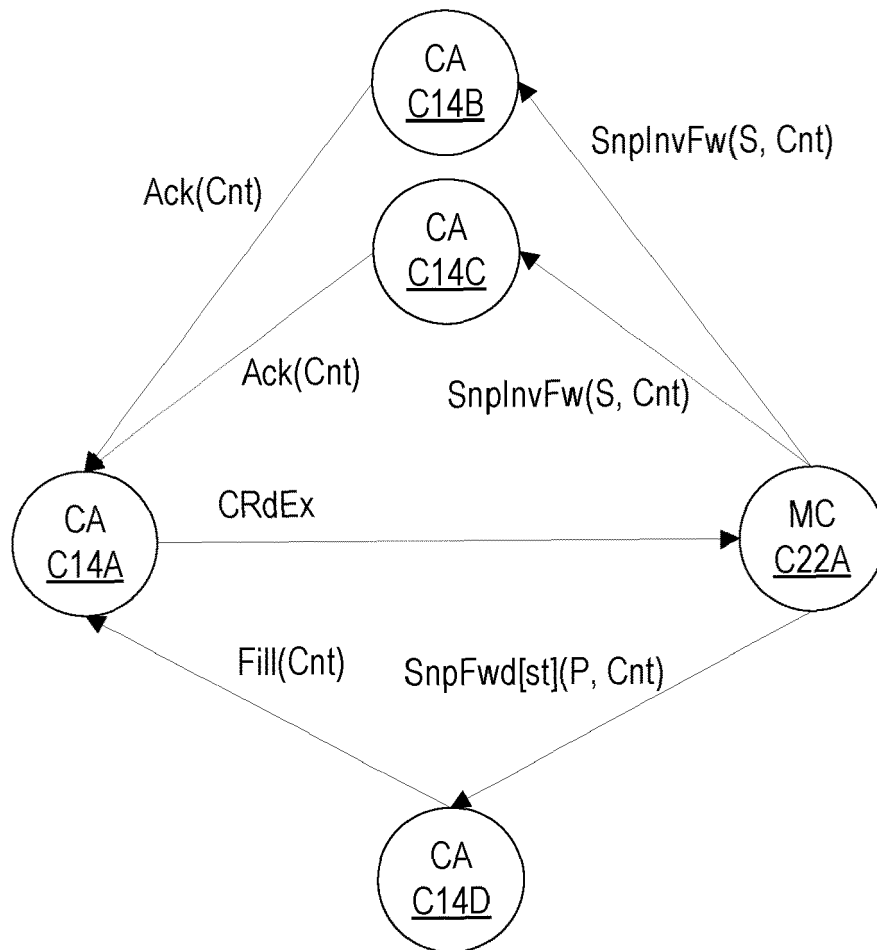 CA
C14B
SnpInvFw(S, Cnt)
Ack(Cnt)
CA
C14C
Ack(Cnt)
SnpInvFw(S, Cnt)
CA
C14A
CRdEx
MC
C22A
Fill(Cnt)
SnpFwd[st](P, Cnt)
CA
C14D